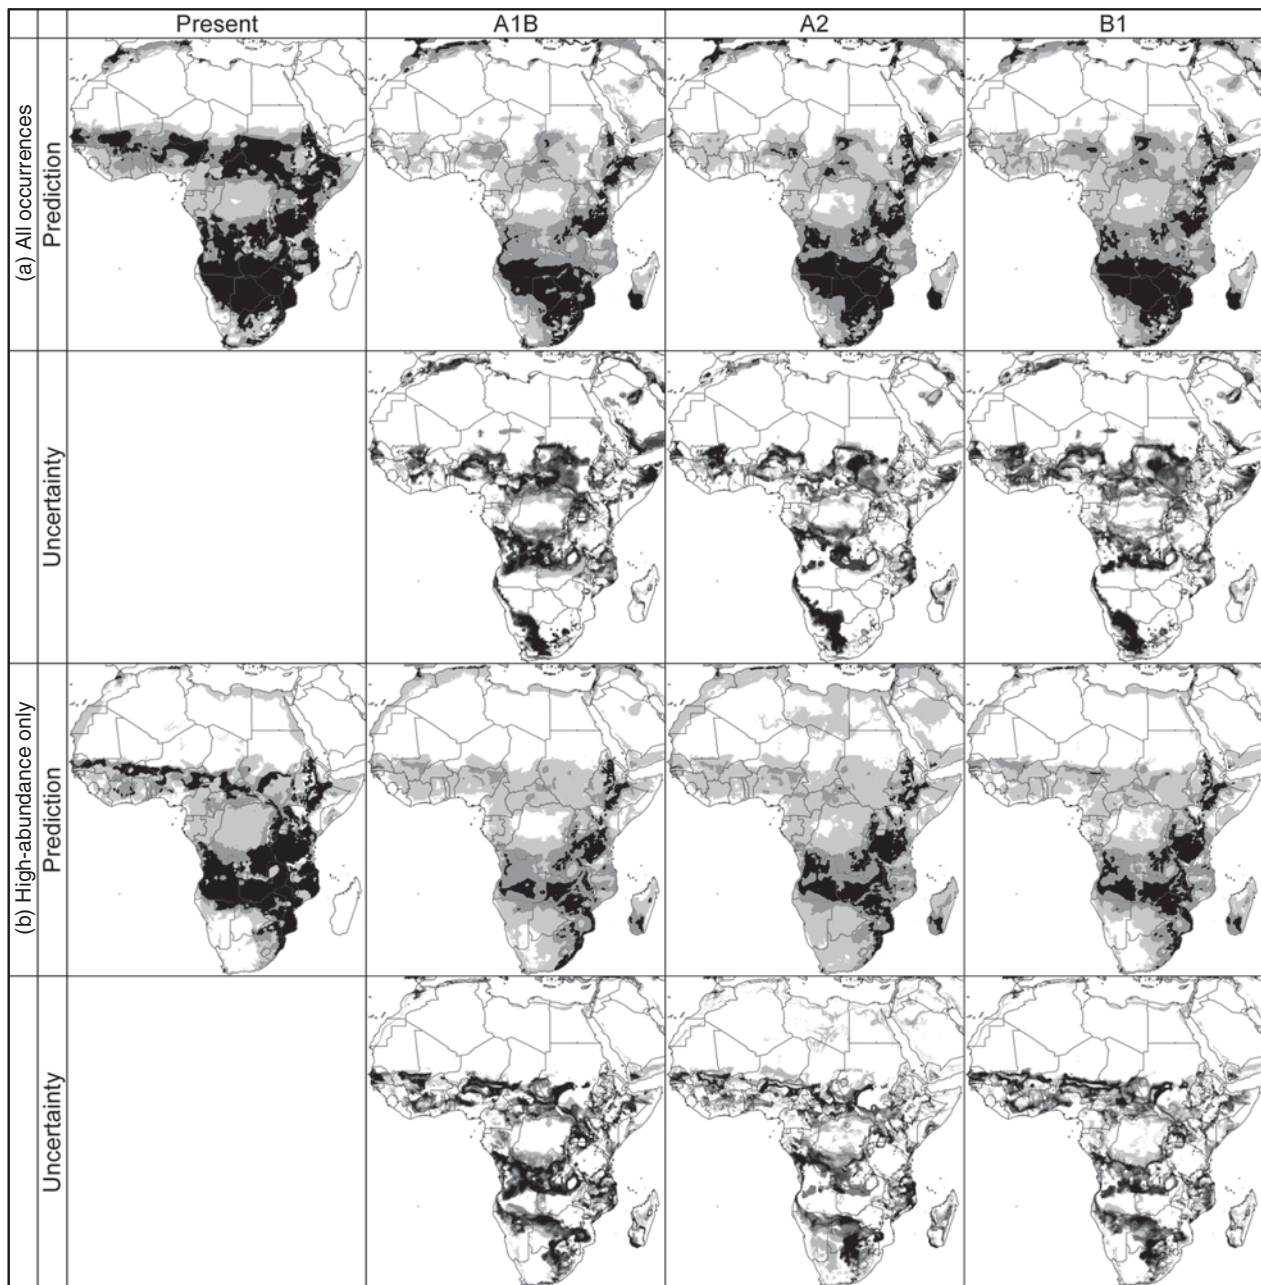 Present
A1B
A2
B1
(a) All occurrences
Prediction
Uncertainty
(b) High-abundance only
Prediction
Uncertainty